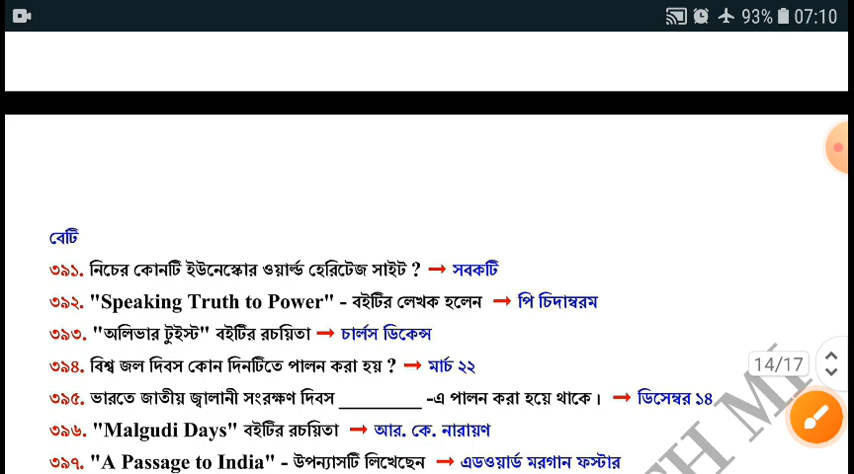 93% 07:10
বেটি
৩৯১. নিচের কোনটি ইউনেস্কোর ওয়ার্ল্ড হেরিটেজ সাইট ? → সবকটি
৩৯২. "Speaking Truth to Power" - বইটির লেখক হলেন → পি চিদাম্বরম
৩৯৩. "অলিভার টুইস্ট" বইটির রচয়িতা → চার্লস ডিকেন্স
৩৯৪. বিশ্ব জল দিবস কোন দিনটিতে পালন করা হয় ? → মার্চ ২২
14/17
৩৯৫. ভারতে জাতীয় জ্বালানী সংরক্ষণ দিবস ________ -এ পালন করা হয়ে থাকে। → ডিসেম্বর ১৪
৩৯৬. "Malgudi Days" বইটির রচয়িতা → আর. কে. নারায়ণ
৩৯৭. "A Passage to India" - উপন্যাসটি লিখেছেন → এডওয়ার্ড মরগান ফস্টার